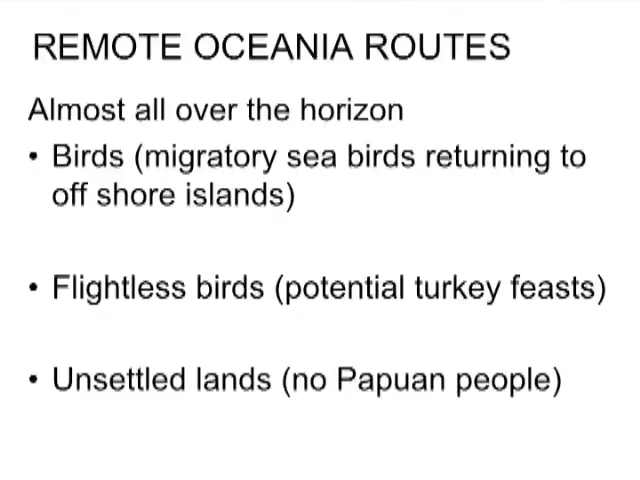 REMOTE OCEANIA ROUTES
Almost all over the horizon
• Birds (migratory sea birds returning to
off shore islands)
• Flightless birds (potential turkey feasts)
• Unsettled lands (no Papuan people)